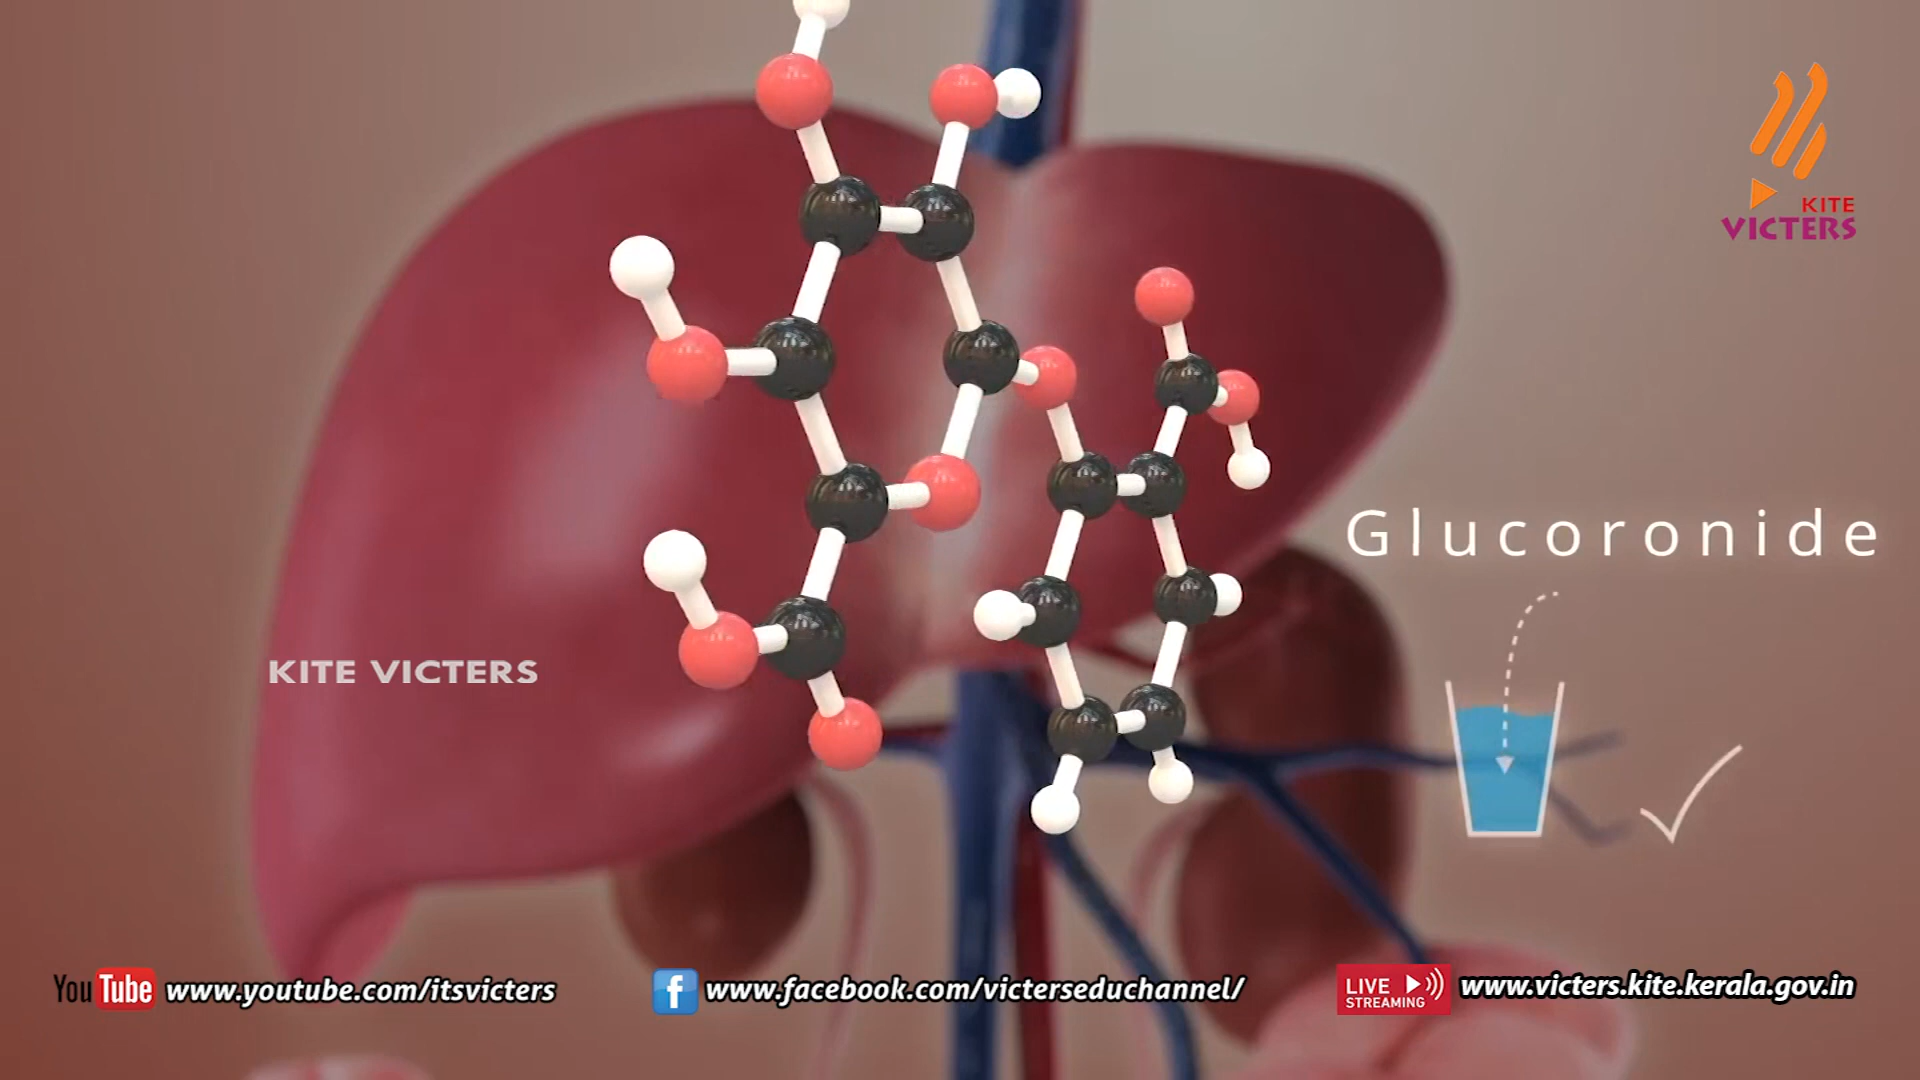 KITE
VICTERS
Glucoronide
KITE VICTERS
YouTube www.youtube.com/itsvicters
f www.facebook.com/victerseduchannel/
LIVE STREAMING www.victers.kite.kerala.gov.in